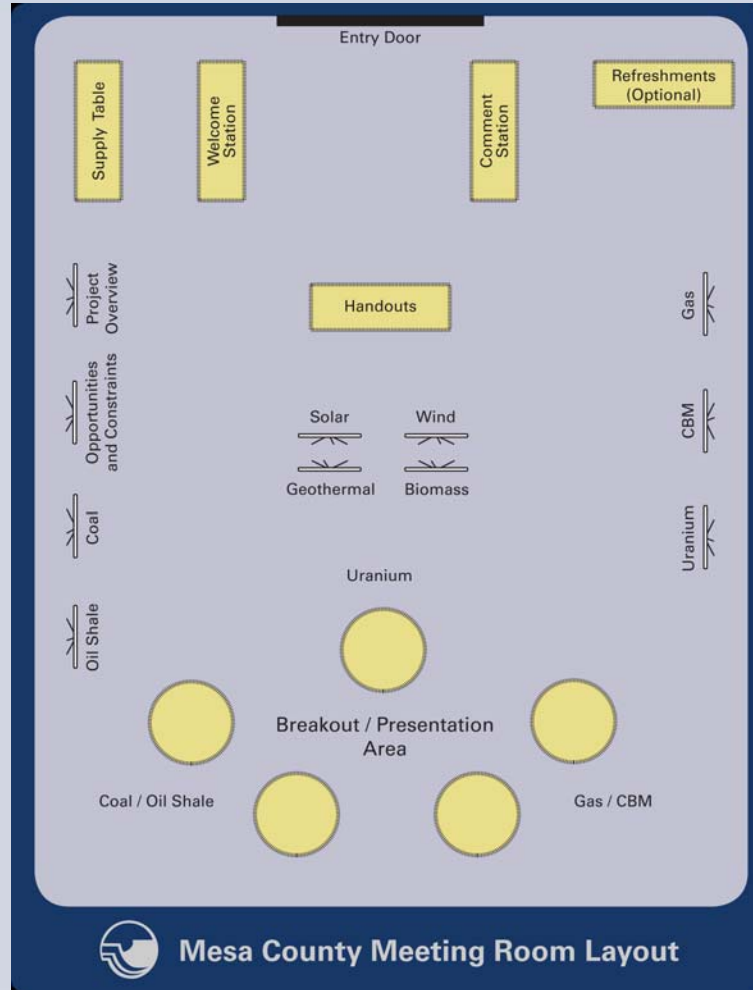 Entry Door
Supply Table
Welcome
Station
Comment
Station
Refreshments
(Optional)
Project
Overview
Handouts
Gas
Opportunities
and Constraints
Solar
Wind
CBM
Geothermal
Biomass
Coal
Uranium
Uranium
Oil Shale
Breakout / Presentation
Area
Coal / Oil Shale
Gas / CBM
Mesa County Meeting Room Layout